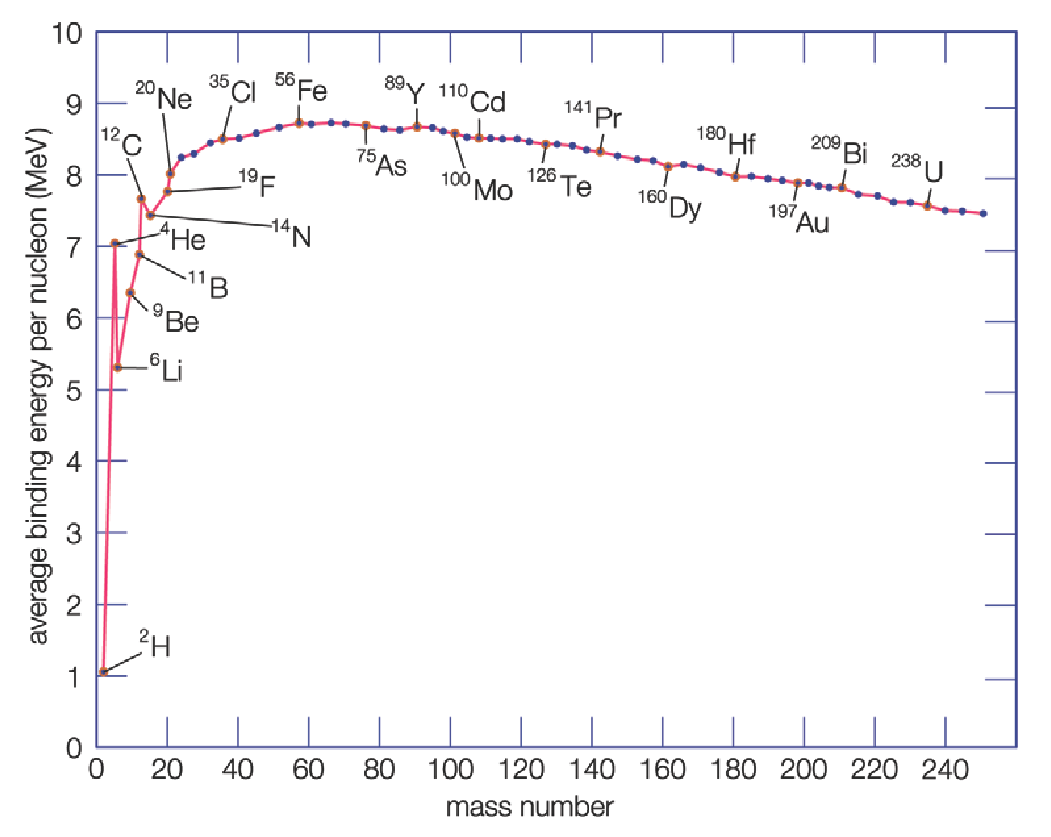 10
9
8
7
6
5
4
3
2
1
0
average binding energy per nucleon (MeV)
²H
⁴He
⁶Li
⁹Be
¹¹B
¹²C
¹⁴N
¹⁹F
²⁰Ne
³⁵Cl
⁵⁶Fe
⁷⁵As
⁸⁹Y
¹⁰⁰Mo
¹¹⁰Cd
¹²⁶Te
¹⁴¹Pr
¹⁶⁰Dy
¹⁸⁰Hf
¹⁹⁷Au
²⁰⁹Bi
²³⁸U
0 20 40 60 80 100 120 140 160 180 200 220 240
mass number